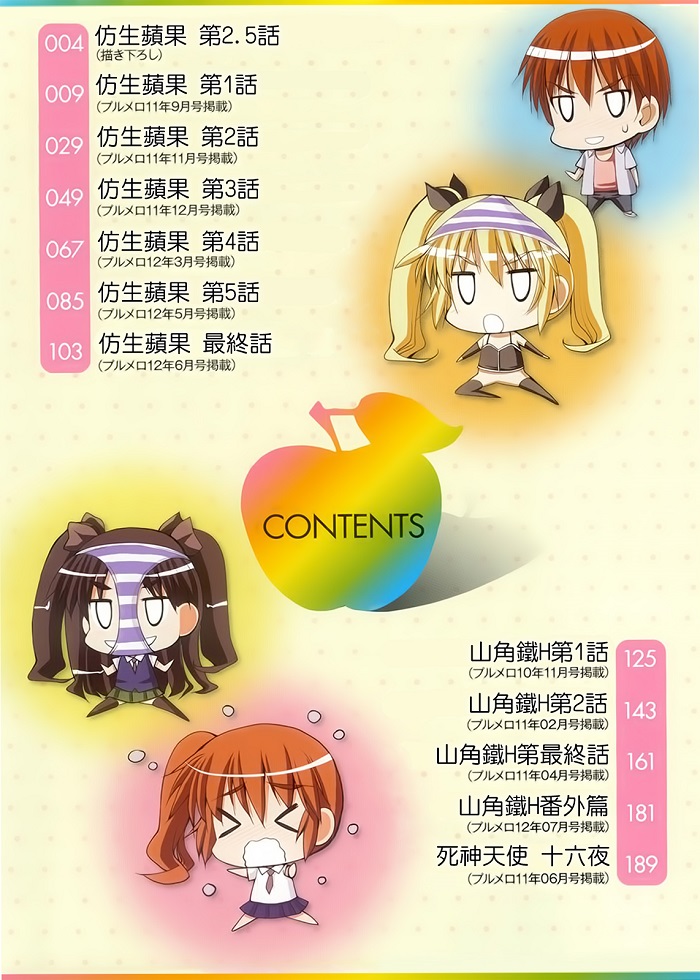 004
仿生蘋果 第2.5話
(描き下ろし)
009
仿生蘋果 第1話
(プルメロ11年9月号掲載)
029
仿生蘋果 第2話
(プルメロ11年11月号掲載)
049
仿生蘋果 第3話
(プルメロ11年12月号掲載)
067
仿生蘋果 第4話
(プルメロ12年3月号掲載)
085
仿生蘋果 第5話
(プルメロ12年5月号掲載)
103
仿生蘋果 最終話
(プルメロ12年6月号掲載)
CONTENTS
山角鐵H第1話
(プルメロ10年11月号掲載)
125
山角鐵H第2話
(プルメロ11年02月号掲載)
143
山角鐵H第最終話
(プルメロ11年04月号掲載)
161
山角鐵H番外篇
(プルメロ12年07月号掲載)
181
死神天使 十六夜
(プルメロ11年06月号掲載)
189